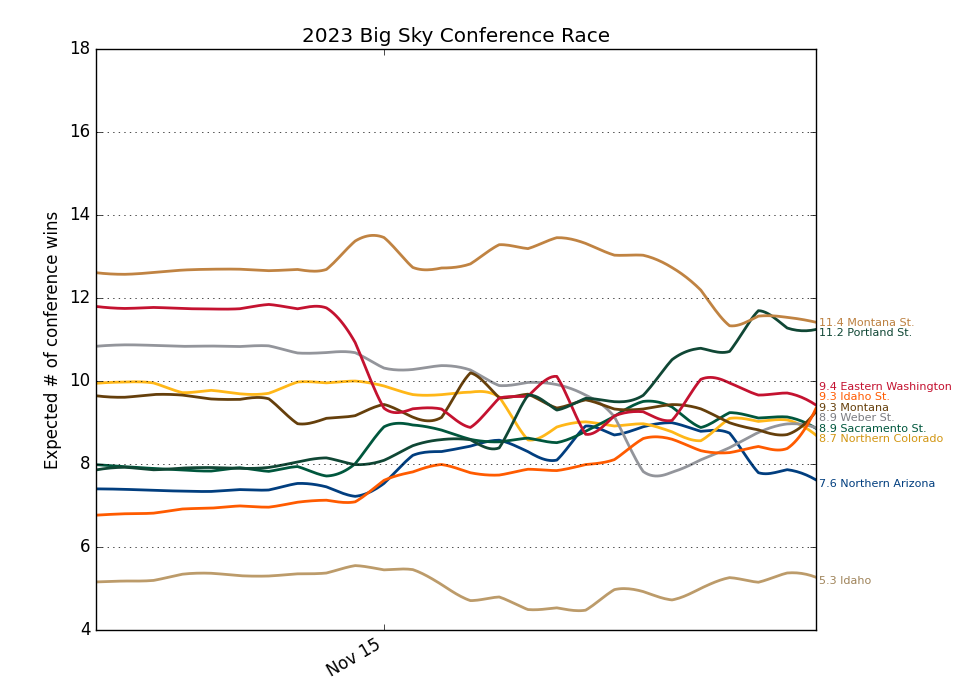 2023 Big Sky Conference Race
Expected # of conference wins
18
16
14
12
10
8
6
4
Nov 15
11.4 Montana St.
11.2 Portland St.
9.4 Eastern Washington
9.3 Idaho St.
9.3 Montana
8.9 Weber St.
8.9 Sacramento St.
8.7 Northern Colorado
7.6 Northern Arizona
5.3 Idaho